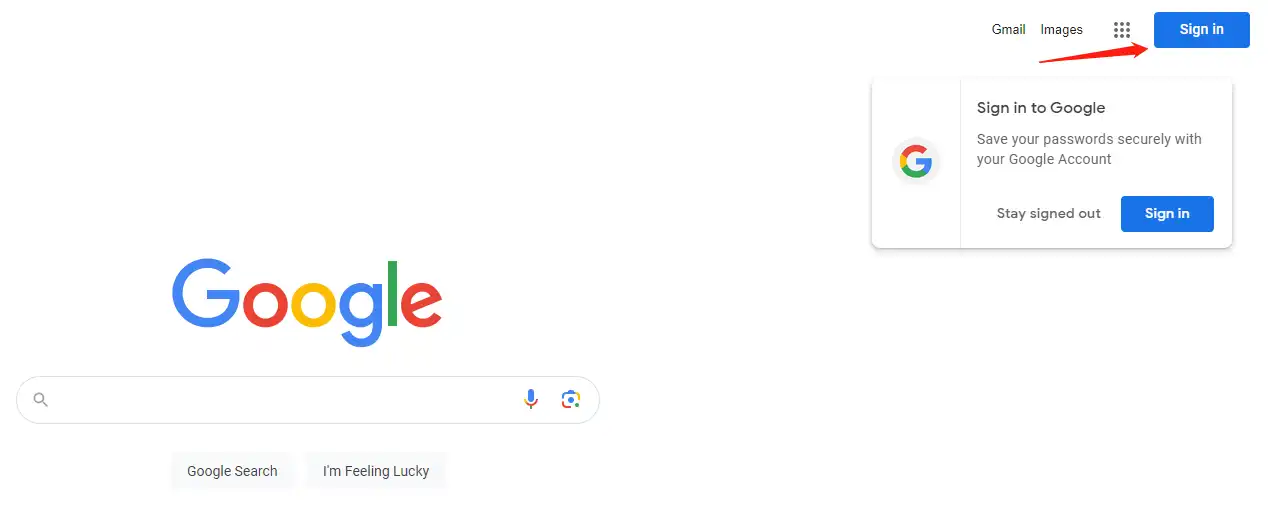 Gmail Images Sign in
Sign in to Google
Save your passwords securely with
your Google Account
Stay signed out Sign in
Google
Google Search I'm Feeling Lucky